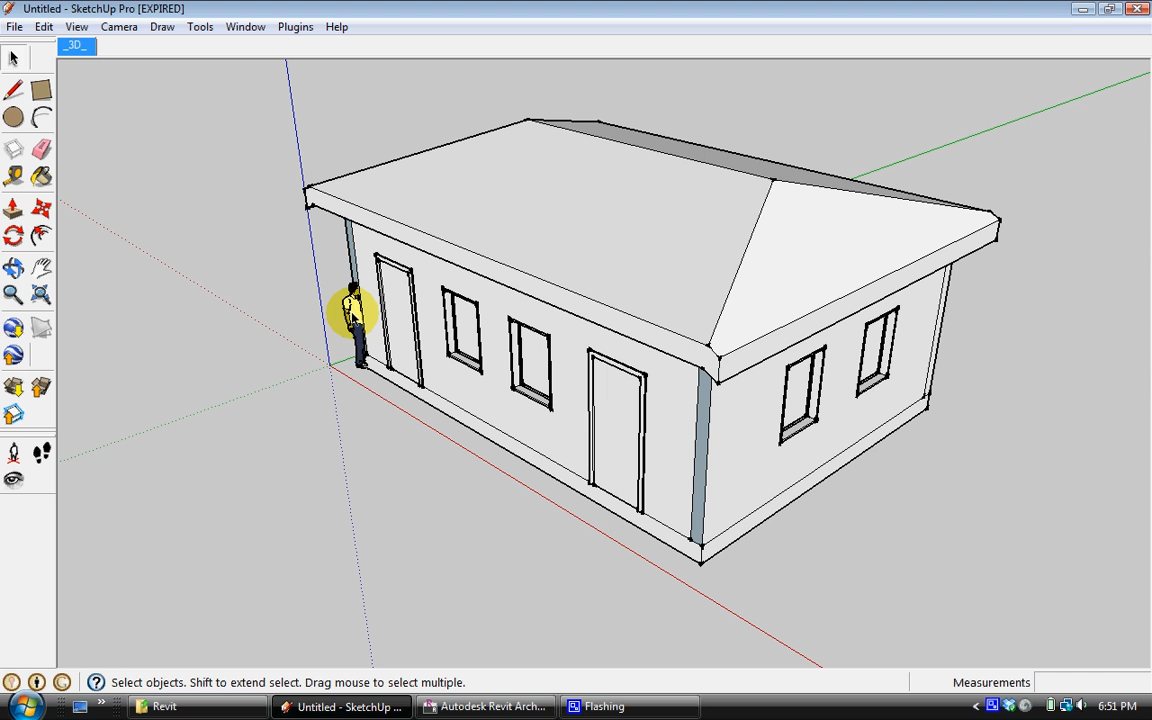 Untitled - SketchUp Pro [EXPIRED]
File Edit View Camera Draw Tools Window Plugins Help
_3D_
Select objects. Shift to extend select. Drag mouse to select multiple.
Measurements
Revit
Untitled - SketchUp ...
Autodesk Revit Arch...
Flashing
6:51 PM